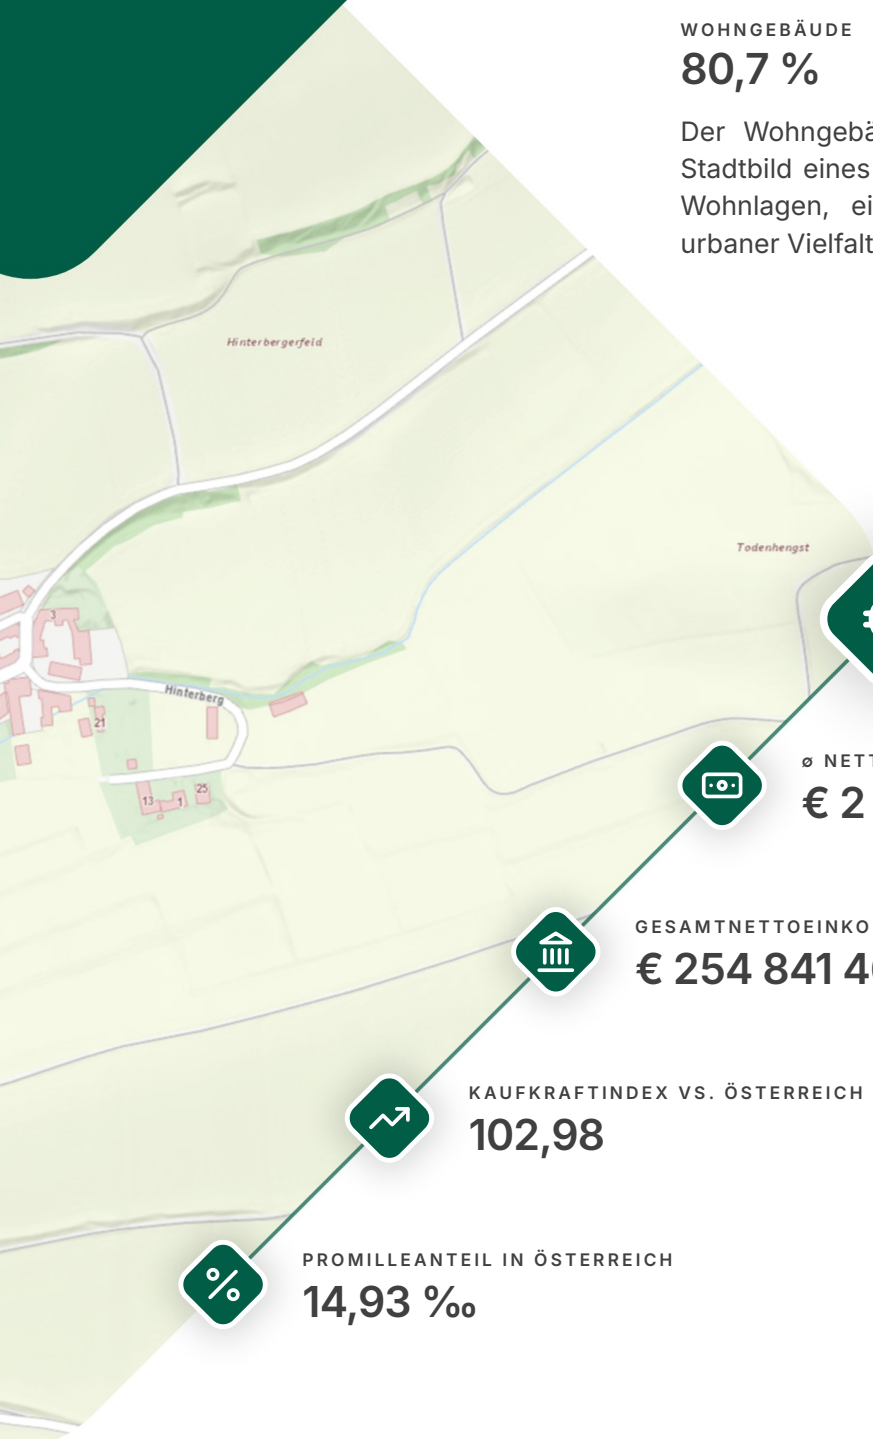 WOHNGEBÄUDE
80,7 %
Der Wohngebä
Stadtbild eines
Wohnlagen, ei
urbaner Vielfalt
Hinterbergerfeld
Todenhengst
3
Hinterberg
21
13
1
25
ø NETT
€ 2
GESAMTNETTOEINKO
€ 254 841 4
KAUFKRAFTINDEX VS. ÖSTERREICH
102,98
PROMILLEANTEIL IN ÖSTERREICH
14,93 ‰